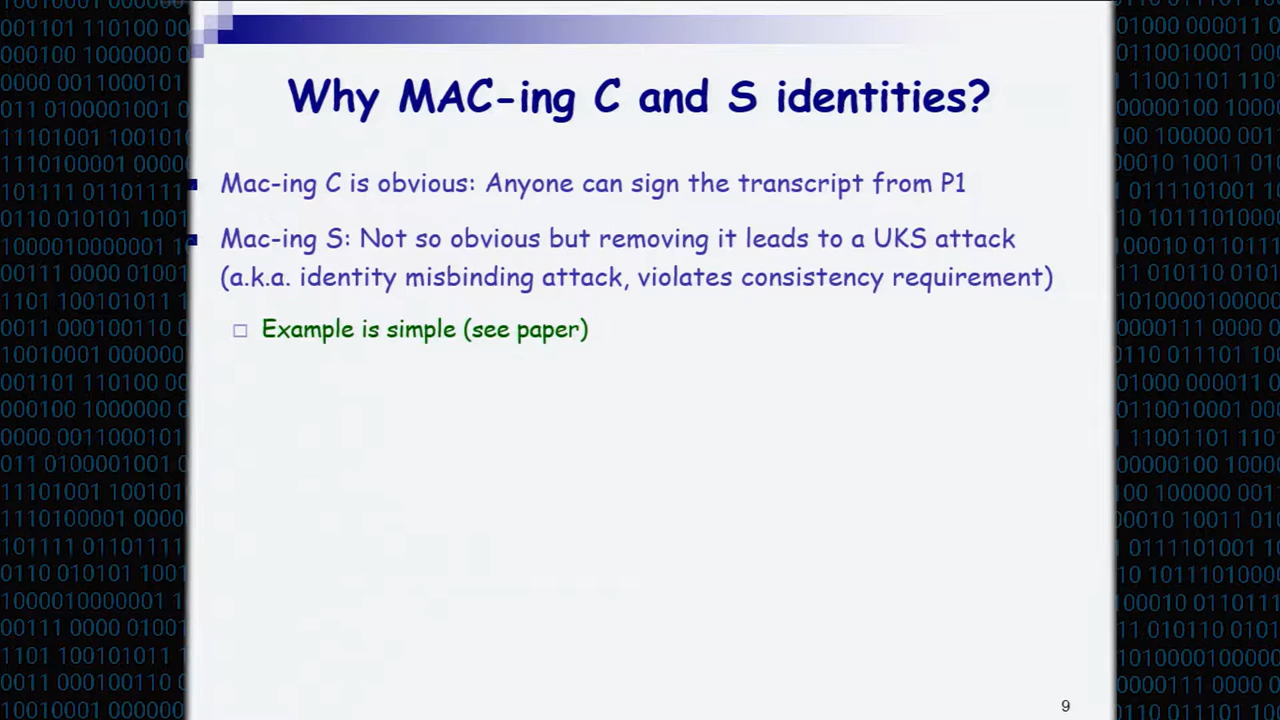 Why MAC-ing C and S identities?
Mac-ing C is obvious: Anyone can sign the transcript from P1
Mac-ing S: Not so obvious but removing it leads to a UKS attack
(a.k.a. identity misbinding attack, violates consistency requirement)
Example is simple (see paper)
9